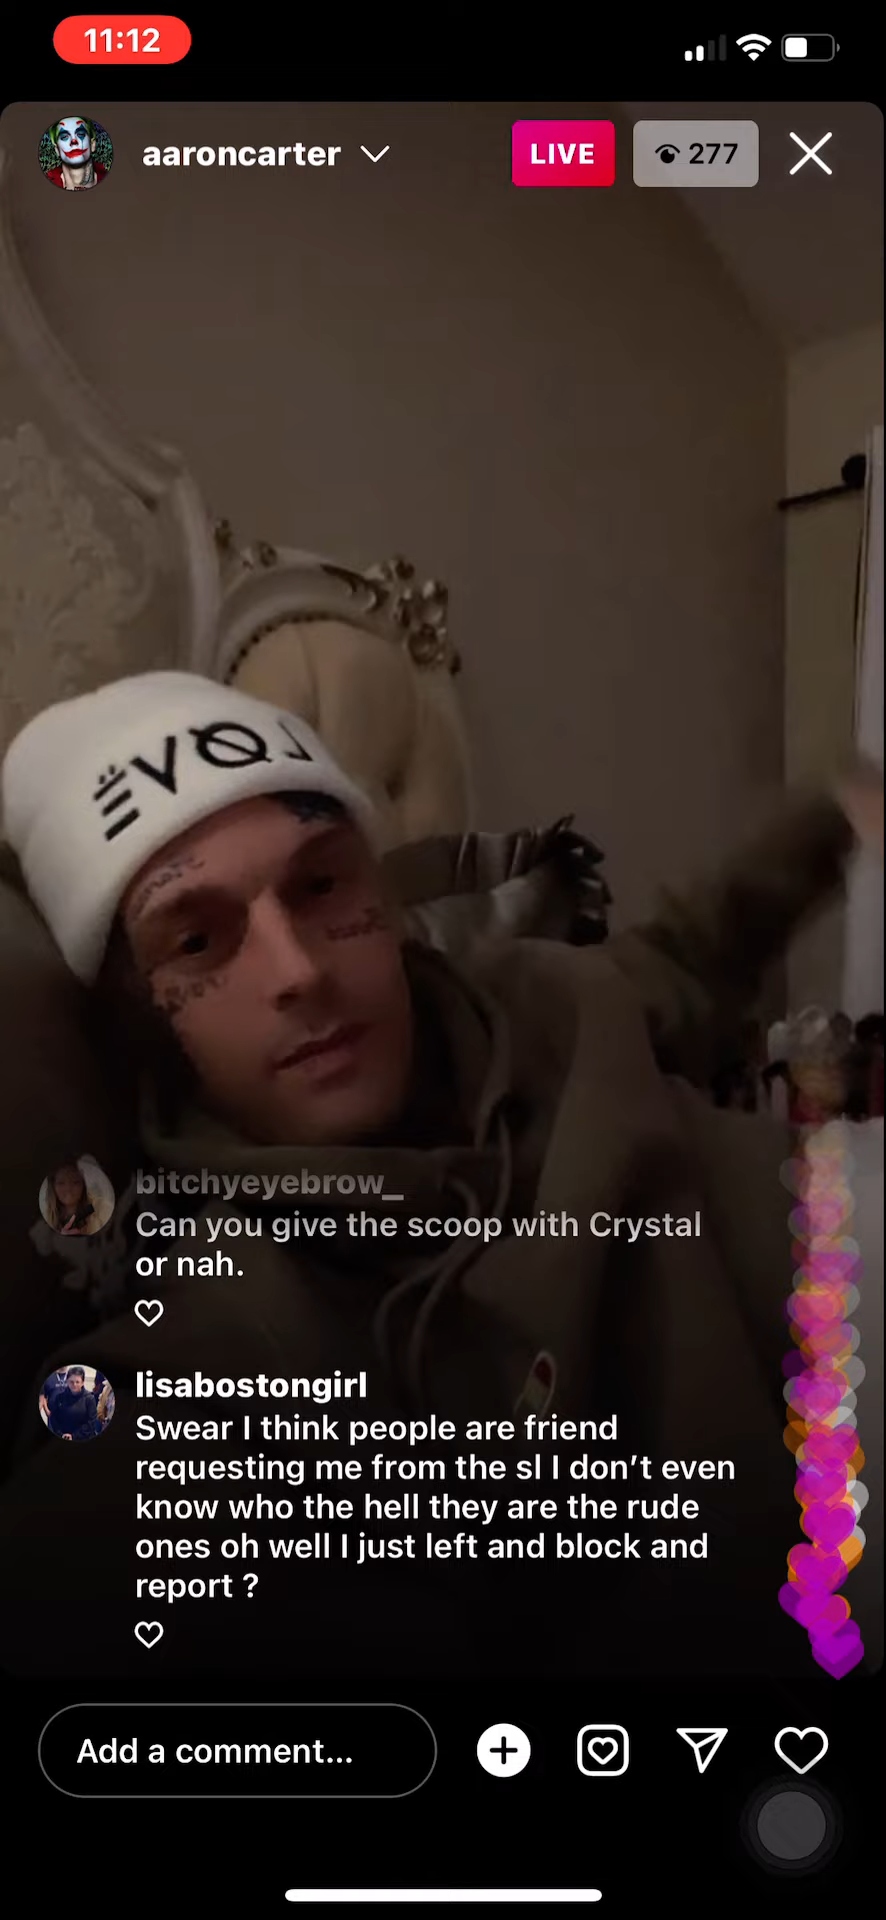 11:12
aaroncarter
LIVE
277
bitchyeyebrow_
Can you give the scoop with Crystal
or nah.
lisabostongirl
Swear I think people are friend
requesting me from the sl I don't even
know who the hell they are the rude
ones oh well I just left and block and
report ?
Add a comment...